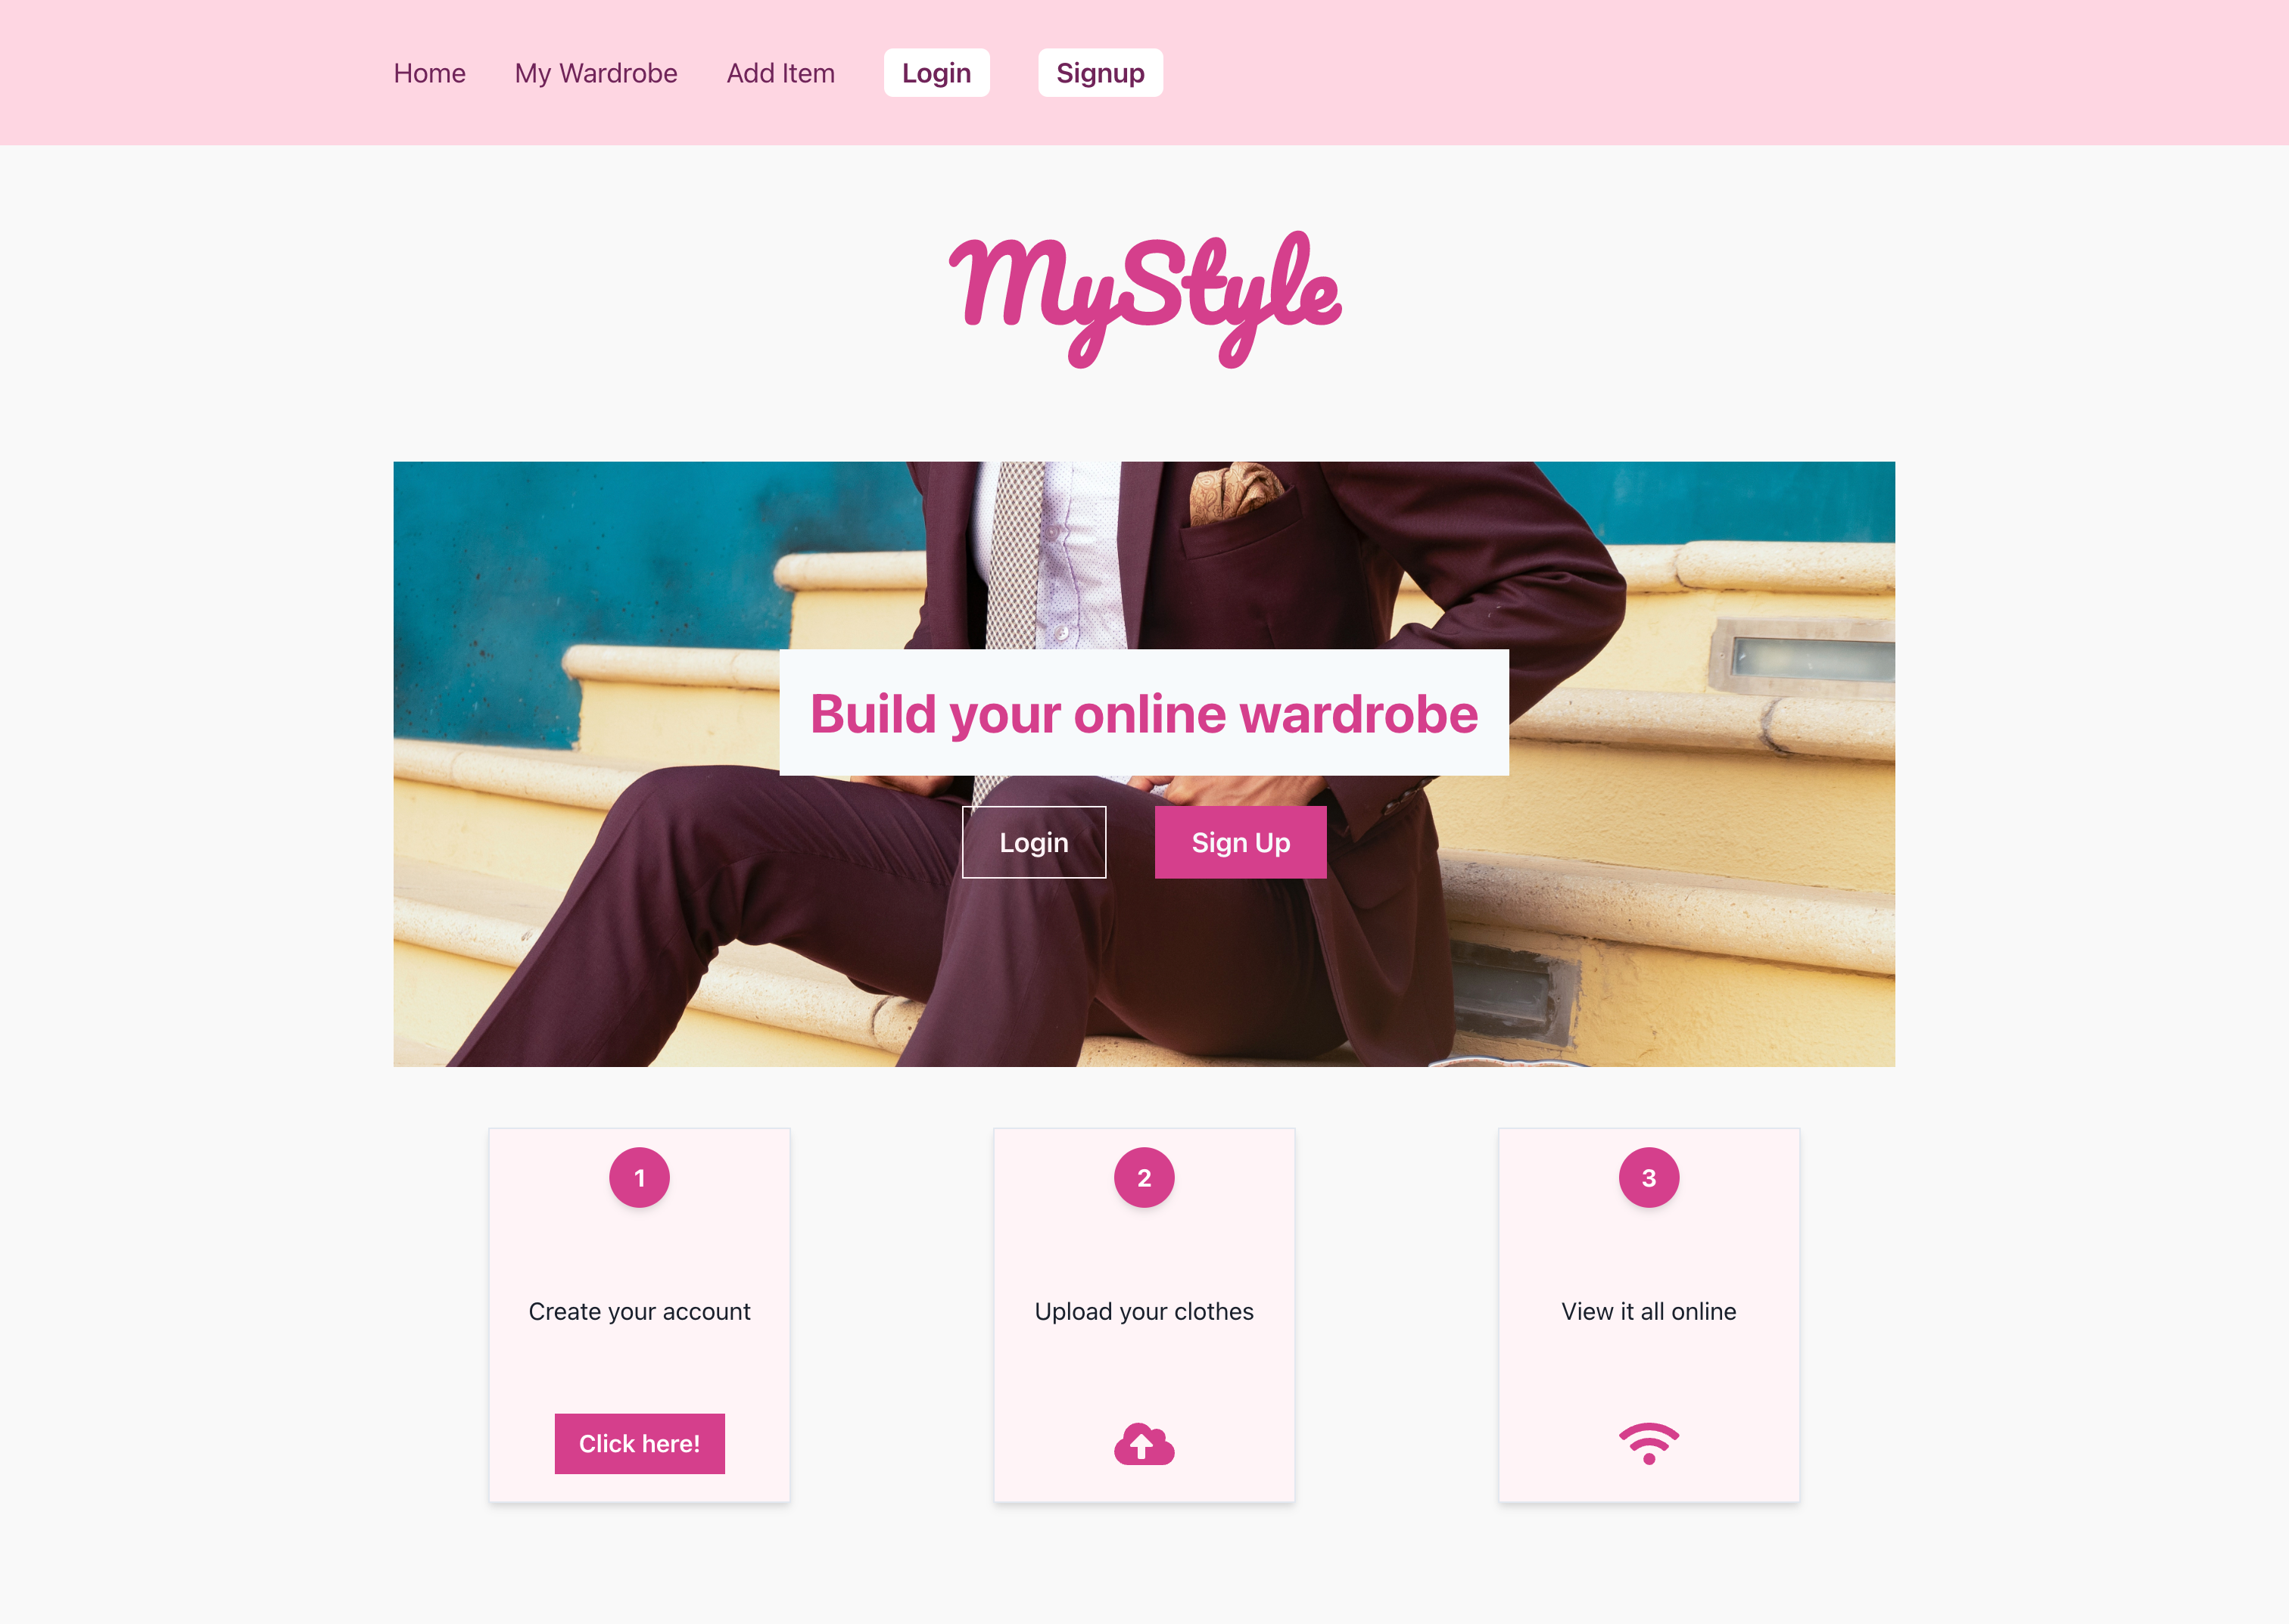 Home My Wardrobe Add Item Login Signup
MyStyle
Build your online wardrobe
Login Sign Up
1 2 3
Create your account Upload your clothes View it all online
Click here!